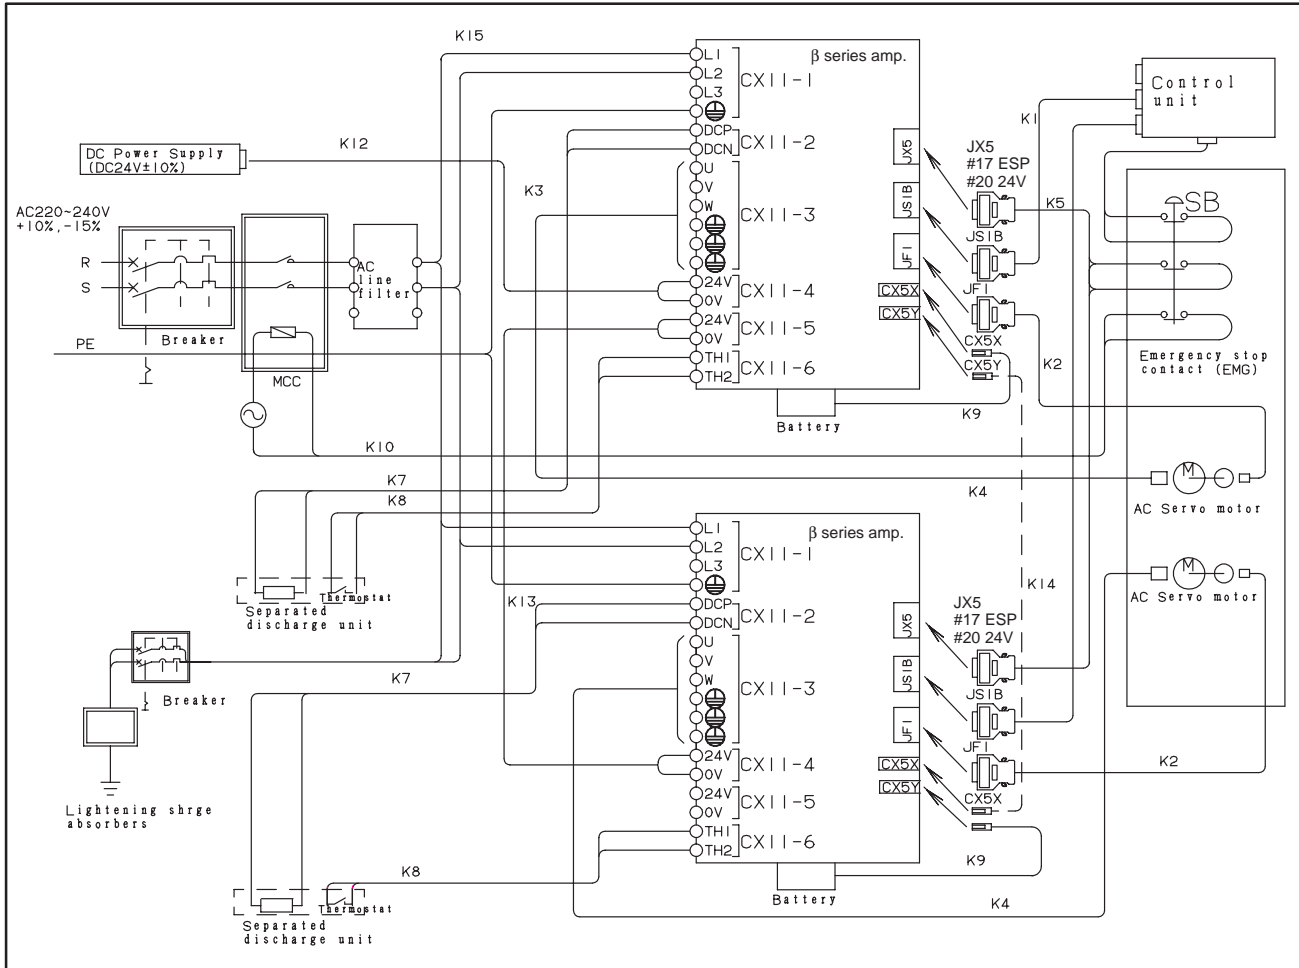 K15
β series amp.
L1
L2
L3
CX11-1
DCP
DCN
CX11-2
U
V
W
CX11-3
24V
0V
CX11-4
24V
0V
CX11-5
TH1
TH2
CX11-6
JX5
JS1B
JF1
CX5X
CX5Y
Battery
JX5
#17 ESP
#20 24V
JS1B
JF1
CX5X
CX5Y
Control
unit
K1
K5
K2
K9
SB
Emergency stop
contact (EMG)
DC Power Supply
(DC24V±10%)
K12
K3
AC220~240V
+10%,-15%
R
S
PE
Breaker
MCC
AC
line
filter
K10
K7
K8
K4
AC Servo motor
AC Servo motor
K14
K13
Thermostat
Separated
discharge unit
Breaker
Lightening shrge
absorbers
K7
β series amp.
L1
L2
L3
CX11-1
DCP
DCN
CX11-2
U
V
W
CX11-3
24V
0V
CX11-4
24V
0V
CX11-5
TH1
TH2
CX11-6
JX5
JS1B
JF1
CX5X
CX5Y
Battery
JX5
#17 ESP
#20 24V
JS1B
JF1
CX5X
K2
K9
K4
K8
Thermostat
Separated
discharge unit